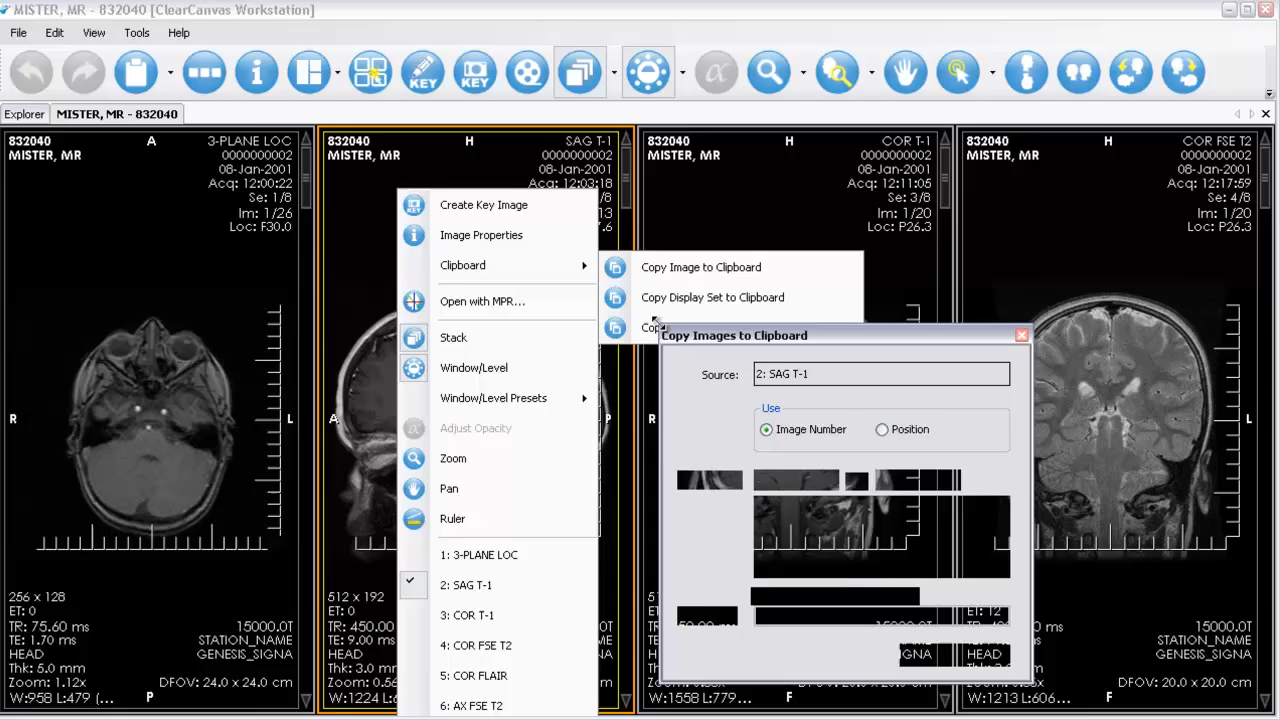 MISTER, MR - 832040 [ClearCanvas Workstation]
File Edit View Tools Help
KEY KEY
Explorer MISTER, MR - 832040
832040
MISTER, MR
A
3-PLANE LOC
0000000002
08-Jan-2001
Acq: 12:00:22
Se: 1/8
Im: 1/26
Loc: F30.0
R
L
256 x 128
ET: 0
TR: 75.60 ms
TE: 1.70 ms
HEAD
Thk: 5.0 mm
Zoom: 1.12x
W:958 L:479 (...
15000.0T
STATION_NAME
GENESIS_SIGNA
DFOV: 24.0 x 24.0 cm
P
832040
MISTER, MR
H
SAG T-1
0000000002
08-Jan-2001
Acq: 12:03:18
/8
A
P
512 x 192
ET: 0
TR: 450.00
TE: 9.00 ms
HEAD
Thk: 3.0 mm
Zoom: 0.56
W:1224 L
KEY
Create Key Image
Image Properties
Clipboard
Open with MPR...
Stack
Window/Level
Window/Level Presets
Adjust Opacity
Zoom
Pan
Ruler
1: 3-PLANE LOC
2: SAG T-1
3: COR T-1
4: COR FSE T2
5: COR FLAIR
6: AX FSE T2
Copy Image to Clipboard
Copy Display Set to Clipboard
832040
MISTER, MR
H
COR T-1
0000000002
08-Jan-2001
Acq: 12:11:05
Se: 3/8
Im: 1/20
Loc: P26.3
Copy Images to Clipboard
Source: 2: SAG T-1
Use
Image Number Position
W:1558 L:779...
F
832040
MISTER, MR
H
COR FSE T2
0000000002
08-Jan-2001
Acq: 12:17:59
Se: 4/8
Im: 1/20
Loc: P26.3
L
ET: 12
15000.0T
STATION_NAME
GENESIS_SIGNA
HEAD
DFOV: 20.0 x 20.0 cm
W:1213 L:606...
F